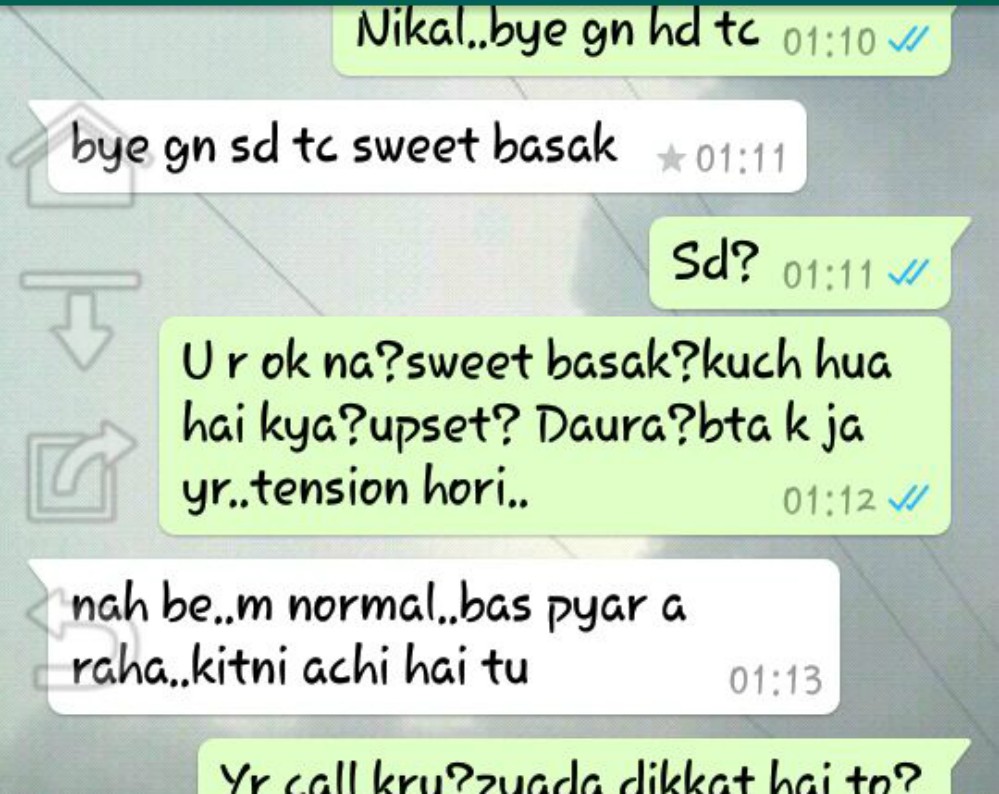 Nikal..bye gn hd tc 01:10
bye gn sd tc sweet basak 01:11
Sd? 01:11
U r ok na?sweet basak?kuch hua
hai kya?upset? Daura?bta k ja
yr..tension hori.. 01:12
nah be..m normal..bas pyar a
raha..kitni achi hai tu 01:13
Yr call kru?zyada dikkat hai to?